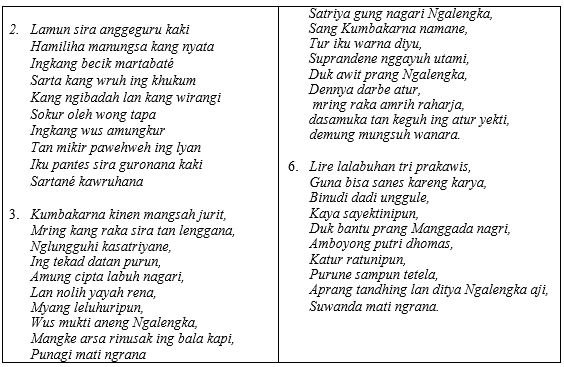 2. Lamun sira anggeguru kaki
Hamiliha manungsa kang nyata
Ingkang becik martabaté
Sarta kang wruh ing khukum
Kang ngibadah lan kang wirangi
Sokur oleh wong tapa
Ingkang wus amungkur
Tan mikir pawehweh ing lyan
Iku pantes sira guronana kaki
Sartané kawruhana
3. Kumbakarna kinen mangsah jurit,
Mring kang raka sira tan lenggana,
Nglungguhi kasatriyane,
Ing tekad datan purun,
Amung cipta labuh nagari,
Lan nolih yayah rena,
Myang leluhuripun,
Wus mukti aneng Ngalengka,
Mangke arsa rinusak ing bala kapi,
Punagi mati ngrana
Satriya gung nagari Ngalengka,
Sang Kumbakarna namane,
Tur iku warna diyu,
Suprandene nggayuh utami,
Duk awit prang Ngalengka,
Dennya darbe atur,
mring raka amrih raharja,
dasamuka tan keguh ing atur yekti,
demung mungsuh wanara.
6. Lire lalabuhan tri prakawis,
Guna bisa sanes kareng karya,
Binudi dadi unggule,
Kaya sayektinipun,
Duk bantu prang Manggada nagri,
Amboyong putri dhomas,
Katur ratunipun,
Purune sampun tetela,
Aprang tandhing lan ditya Ngalengka aji,
Suwanda mati ngrana.